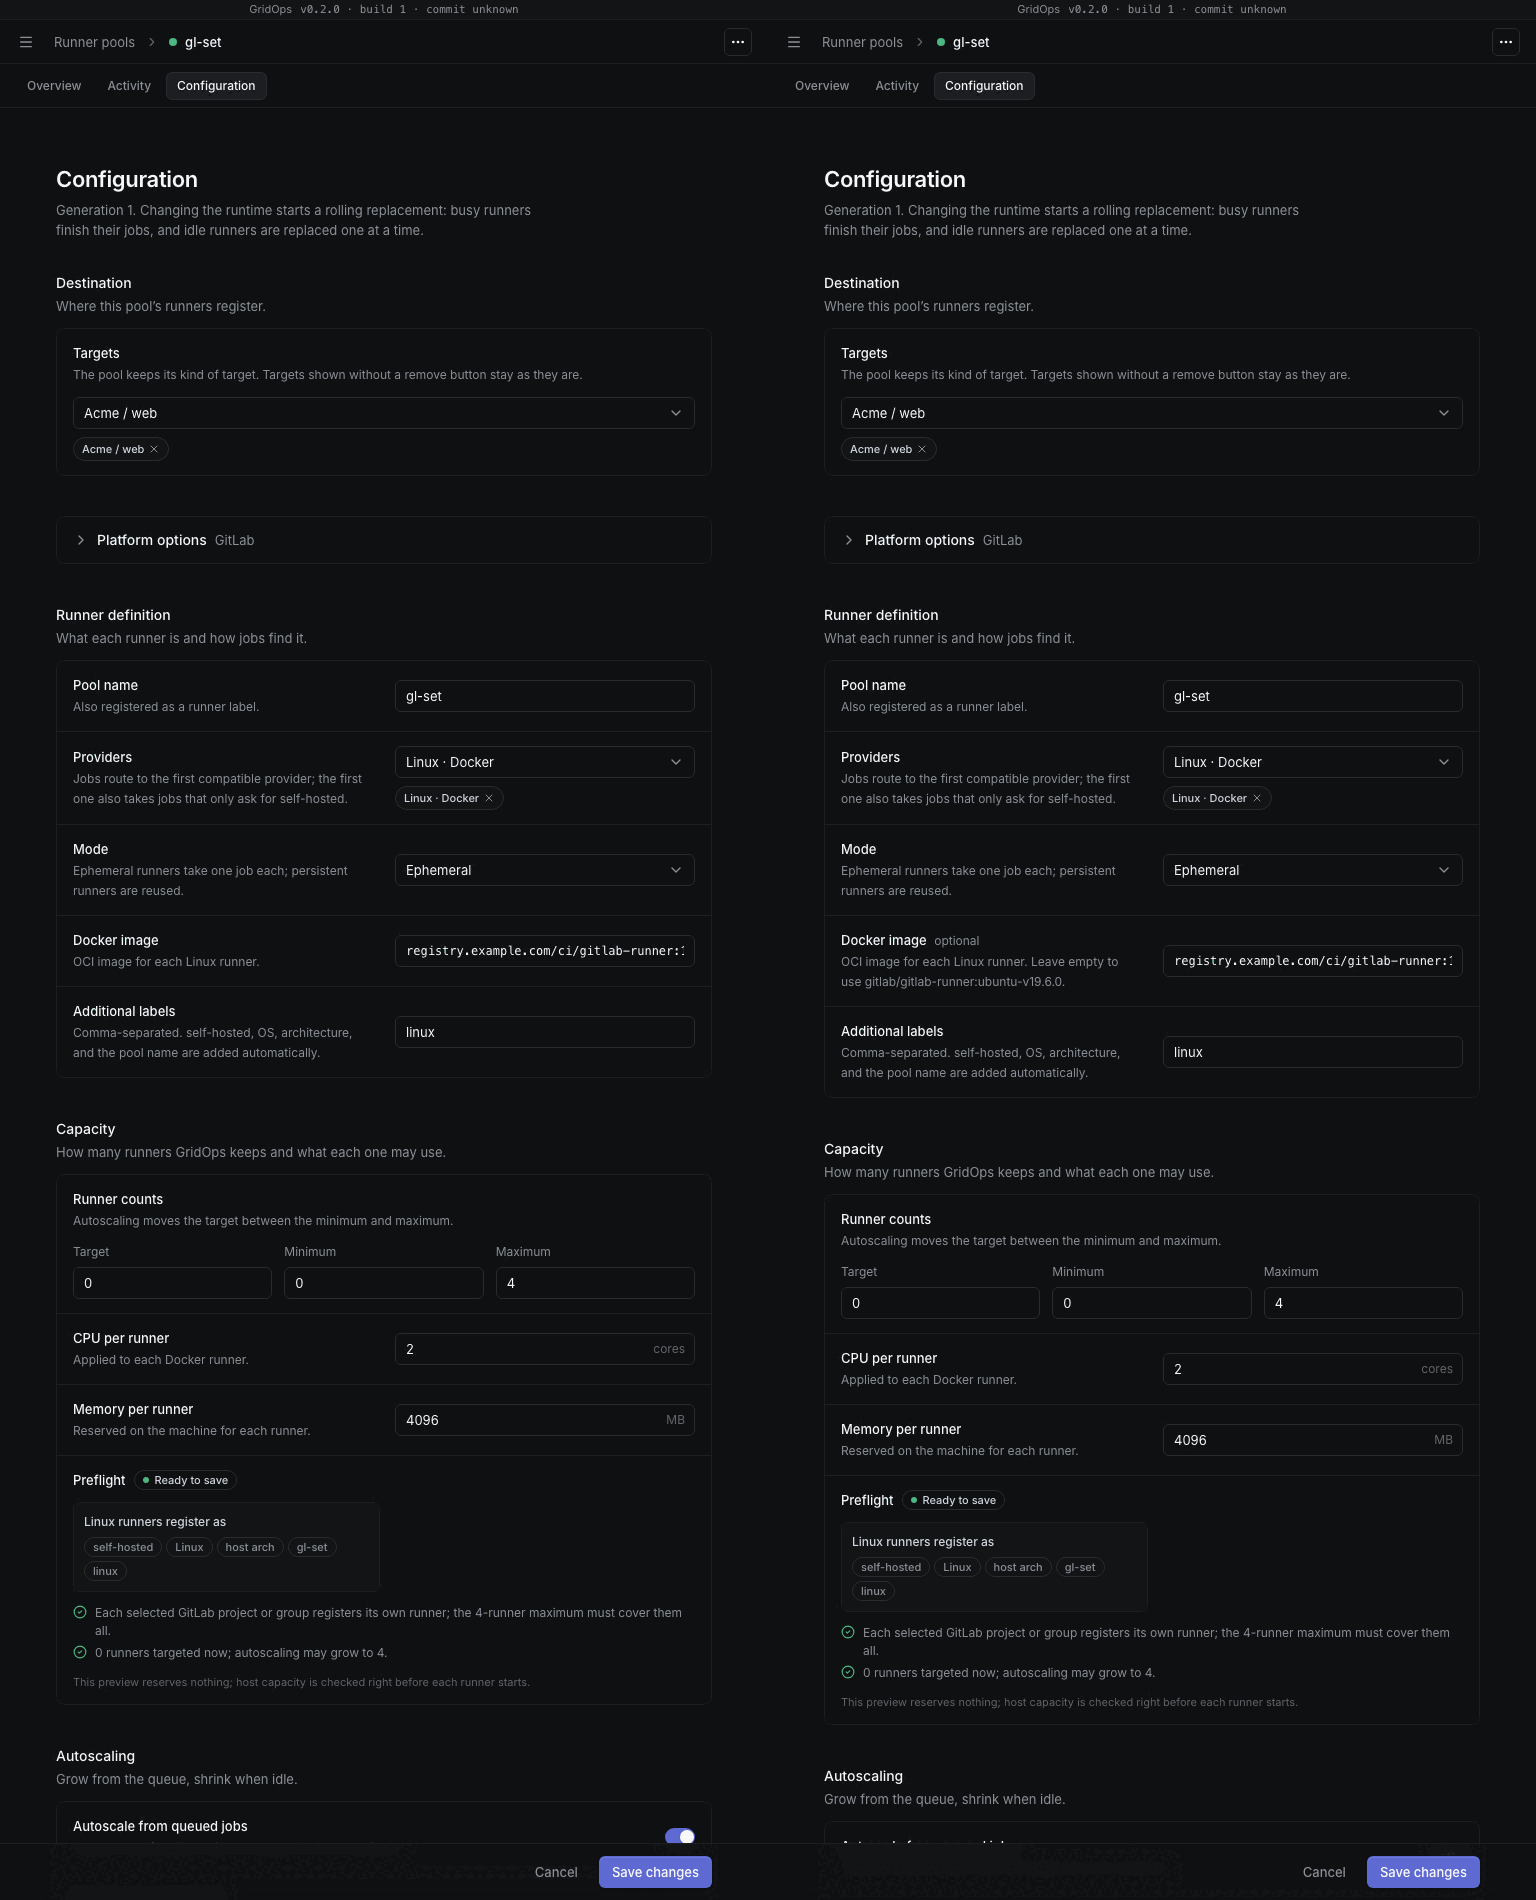 GridOps v0.2.0 · build 1 · commit unknown
Runner pools
gl-set
Overview
Activity
Configuration
Configuration
Generation 1. Changing the runtime starts a rolling replacement: busy runners
finish their jobs, and idle runners are replaced one at a time.
Destination
Where this pool’s runners register.
Targets
The pool keeps its kind of target. Targets shown without a remove button stay as they are.
Acme / web
Acme / web
Platform options GitLab
Runner definition
What each runner is and how jobs find it.
Pool name
Also registered as a runner label.
gl-set
Providers
Jobs route to the first compatible provider; the first
one also takes jobs that only ask for self-hosted.
Linux · Docker
Linux · Docker
Mode
Ephemeral runners take one job each; persistent
runners are reused.
Ephemeral
Docker image
OCI image for each Linux runner.
registry.example.com/ci/gitlab-runner:
Additional labels
Comma-separated. self-hosted, OS, architecture,
and the pool name are added automatically.
linux
Capacity
How many runners GridOps keeps and what each one may use.
Runner counts
Autoscaling moves the target between the minimum and maximum.
Target
Minimum
Maximum
0
0
4
CPU per runner
Applied to each Docker runner.
2
cores
Memory per runner
Reserved on the machine for each runner.
4096
MB
Preflight
Ready to save
Linux runners register as
self-hosted
Linux
host arch
gl-set
linux
Each selected GitLab project or group registers its own runner; the 4-runner maximum must cover them
all.
0 runners targeted now; autoscaling may grow to 4.
This preview reserves nothing; host capacity is checked right before each runner starts.
Autoscaling
Grow from the queue, shrink when idle.
Autoscale from queued jobs
Cancel
Save changes
GridOps v0.2.0 · build 1 · commit unknown
Runner pools
gl-set
Overview
Activity
Configuration
Configuration
Generation 1. Changing the runtime starts a rolling replacement: busy runners
finish their jobs, and idle runners are replaced one at a time.
Destination
Where this pool’s runners register.
Targets
The pool keeps its kind of target. Targets shown without a remove button stay as they are.
Acme / web
Acme / web
Platform options GitLab
Runner definition
What each runner is and how jobs find it.
Pool name
Also registered as a runner label.
gl-set
Providers
Jobs route to the first compatible provider; the first
one also takes jobs that only ask for self-hosted.
Linux · Docker
Linux · Docker
Mode
Ephemeral runners take one job each; persistent
runners are reused.
Ephemeral
Docker image optional
OCI image for each Linux runner. Leave empty to
use gitlab/gitlab-runner:ubuntu-v19.6.0.
registry.example.com/ci/gitlab-runner:
Additional labels
Comma-separated. self-hosted, OS, architecture,
and the pool name are added automatically.
linux
Capacity
How many runners GridOps keeps and what each one may use.
Runner counts
Autoscaling moves the target between the minimum and maximum.
Target
Minimum
Maximum
0
0
4
CPU per runner
Applied to each Docker runner.
2
cores
Memory per runner
Reserved on the machine for each runner.
4096
MB
Preflight
Ready to save
Linux runners register as
self-hosted
Linux
host arch
gl-set
linux
Each selected GitLab project or group registers its own runner; the 4-runner maximum must cover them
all.
0 runners targeted now; autoscaling may grow to 4.
This preview reserves nothing; host capacity is checked right before each runner starts.
Autoscaling
Grow from the queue, shrink when idle.
Cancel
Save changes